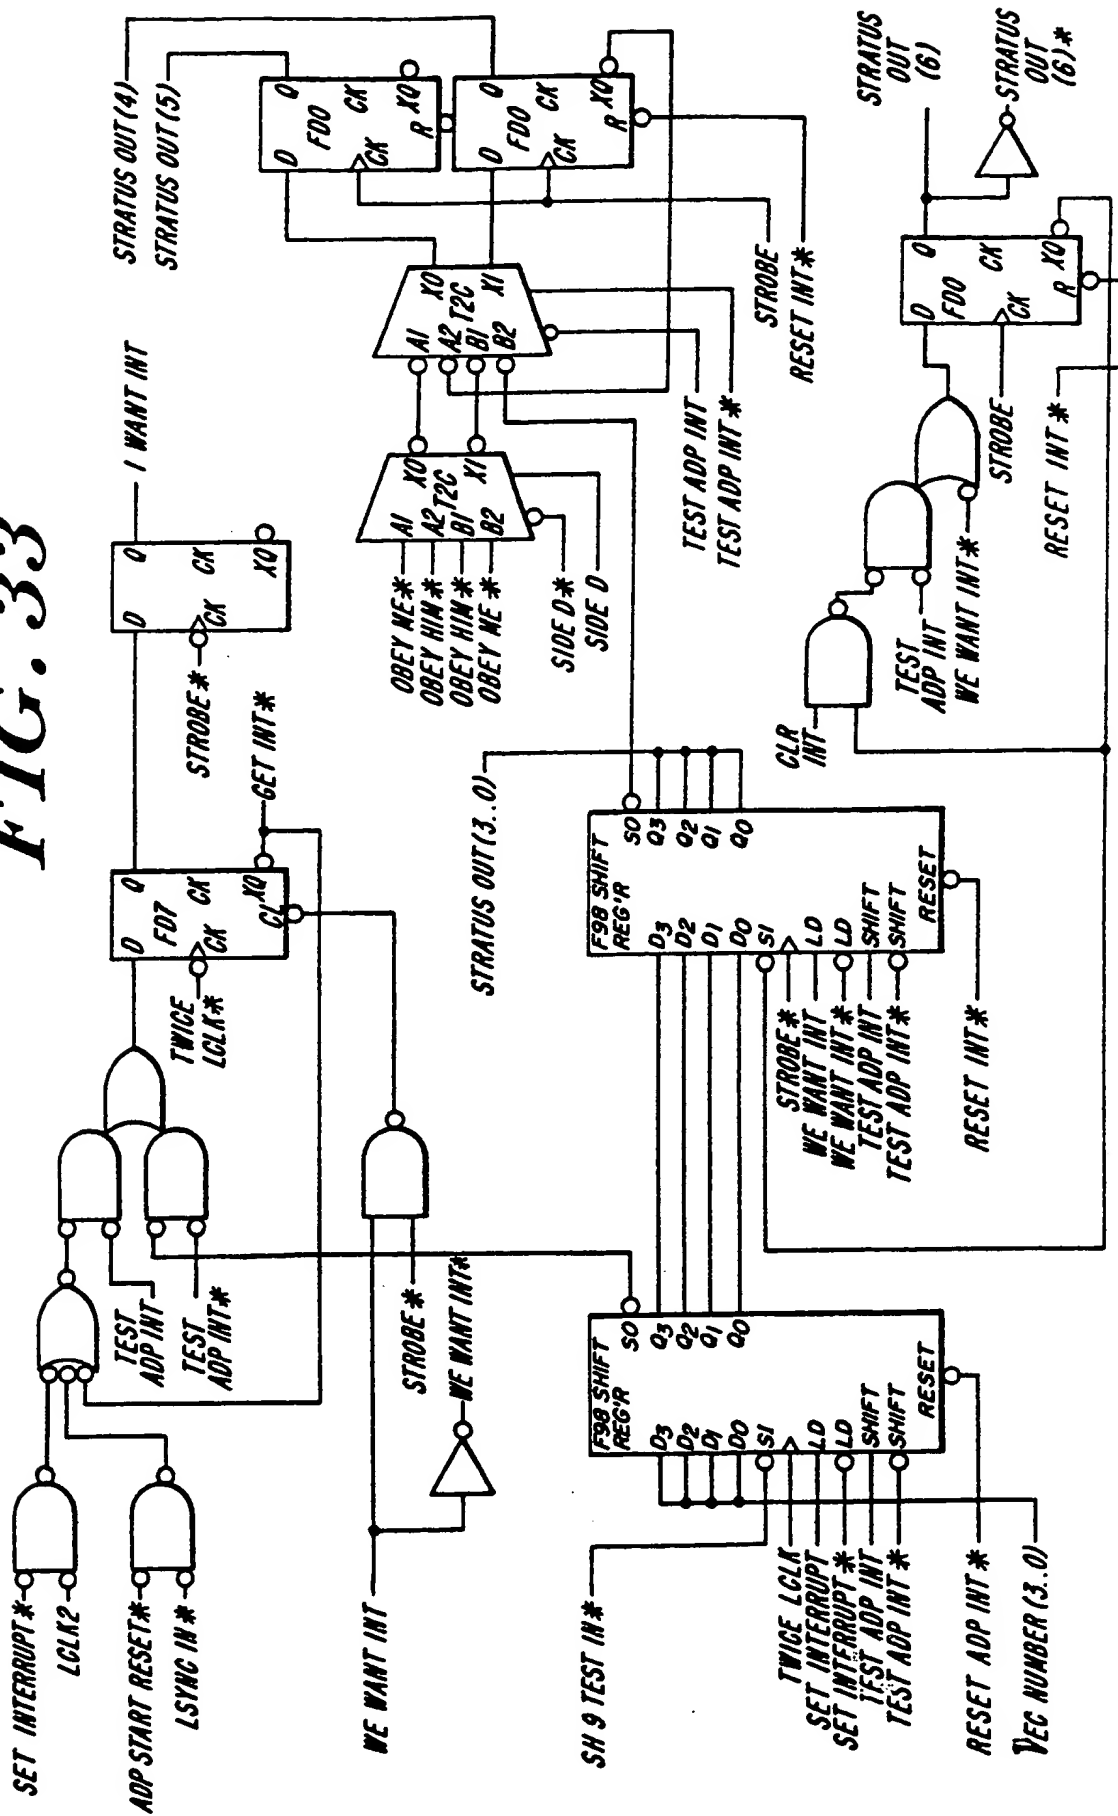 FIG. 33
SET INTERRUPT*
LCLK2
ADP START RESET*
LSYNC IN*
TEST
ADP INT
TEST
ADP INT*
TWICE
LCLK*
D
Q
FD7
CK
CK
XQ
CL
GET INT*
STROBE*
D
Q
CK
CK
XQ
I WANT INT
WE WANT INT
STROBE*
WE WANT INT*
STRATUS OUT(4)
STRATUS OUT(5)
D
Q
FDO
CK
CK
XQ
R
D
Q
FDO
CK
CK
XQ
R
OBEY ME*
OBEY HIM*
OBEY HIM*
OBEY ME*
A1
A2
B1
B2
T2C
X0
X1
SIDE D*
SIDE D
A1
A2
B1
B2
T2C
X0
X1
TEST ADP INT
TEST ADP INT*
STROBE
RESET INT*
SH 9 TEST IN*
TWICE LCLK
SET INTERRUPT
SET INTERRUPT*
TEST ADP INT
TEST ADP INT*
RESET ADP INT*
VEC NUMBER (3..0)
F98 SHIFT
REG'R
D3
D2
D1
D0
SI
LD
LD
SHIFT
SHIFT
RESET
SO
Q3
Q2
Q1
Q0
STRATUS OUT(3..0)
STROBE*
WE WANT INT
WE WANT INT*
TEST ADP INT
TEST ADP INT*
RESET INT*
F98 SHIFT
REG'R
D3
D2
D1
D0
SI
LD
LD
SHIFT
SHIFT
RESET
SO
Q3
Q2
Q1
Q0
CLR
INT
TEST
ADP INT
WE WANT INT*
STROBE
RESET INT*
D
Q
FDO
CK
CK
XQ
R
STRATUS
OUT
(6)
STRATUS
OUT
(6)*